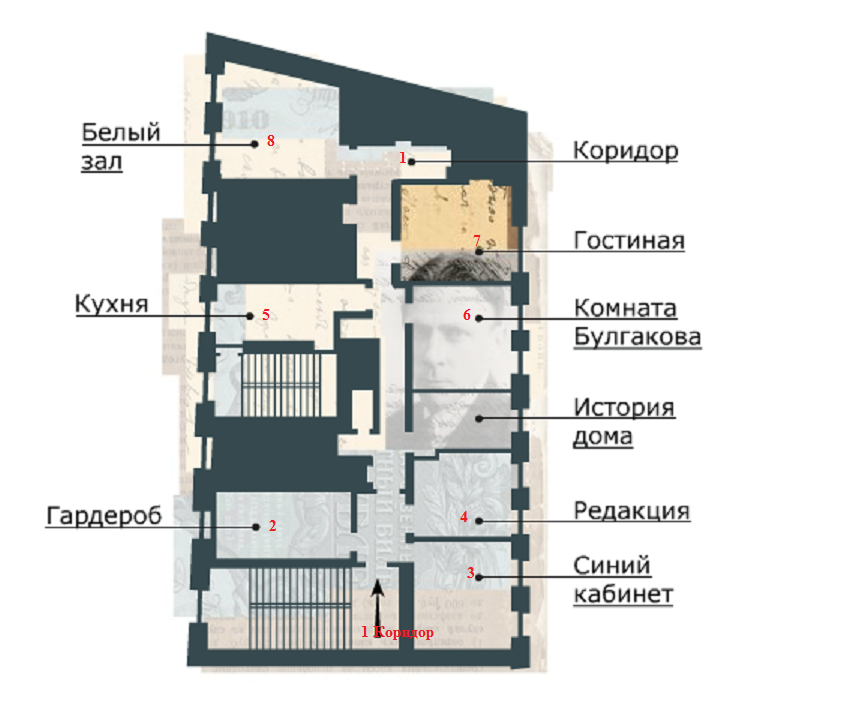 Белый
зал
8
1
Коридор
7
Гостиная
Кухня
5
6
Комната
Булгакова
История
дома
Гардероб
2
4
Редакция
3
Синий
кабинет
1 Коридор
910